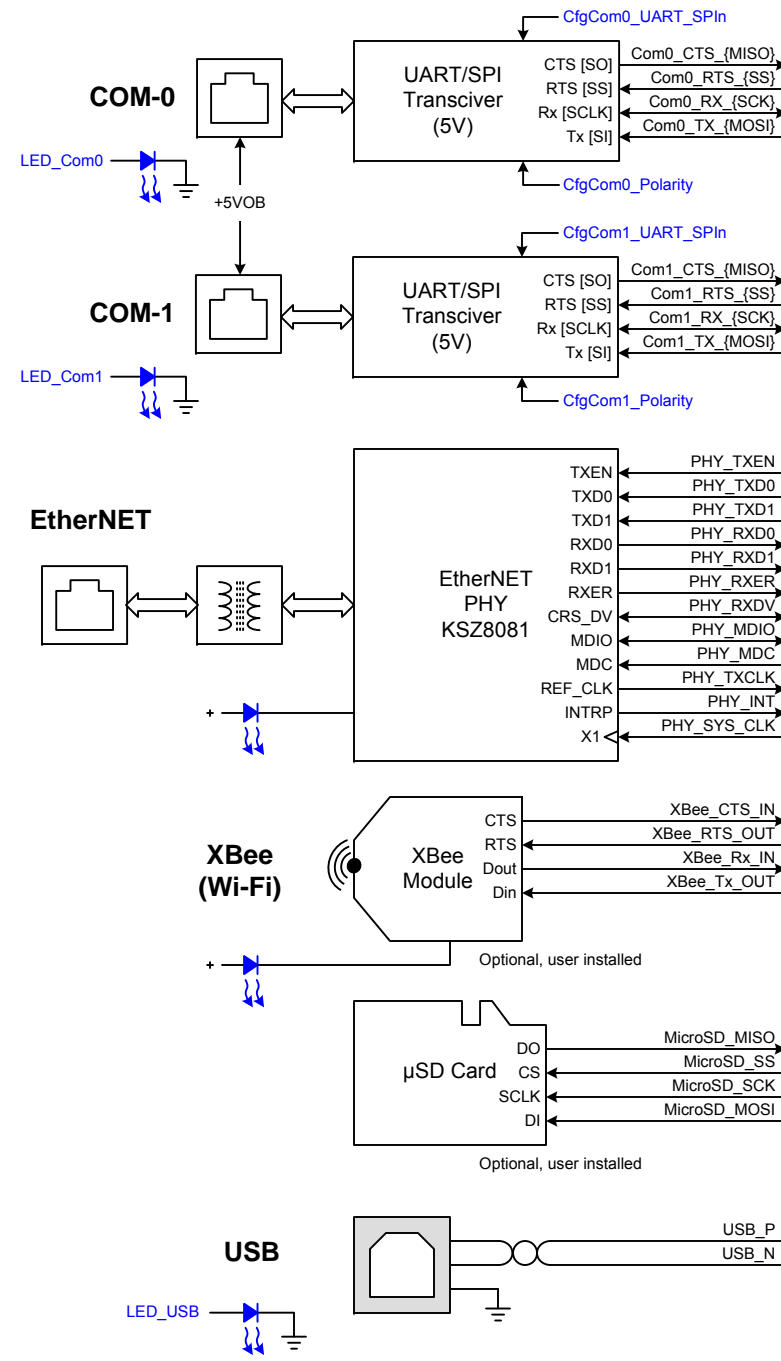 CfgCom0_UART_SPIn
COM-0
UART/SPI
Transciver
(5V)
CTS [SO]
RTS [SS]
Rx [SCLK]
Tx [SI]
Com0_CTS_{MISO}
Com0_RTS_{SS}
Com0_RX_{SCK}
Com0_TX_{MOSI}
LED_Com0
CfgCom0_Polarity
+5VOB
CfgCom1_UART_SPIn
COM-1
UART/SPI
Transciver
(5V)
CTS [SO]
RTS [SS]
Rx [SCLK]
Tx [SI]
Com1_CTS_{MISO}
Com1_RTS_{SS}
Com1_RX_{SCK}
Com1_TX_{MOSI}
LED_Com1
CfgCom1_Polarity
EtherNET
EtherNET
PHY
KSZ8081
TXEN
TXD0
TXD1
RXD0
RXD1
RXER
CRS_DV
MDIO
MDC
REF_CLK
INTRP
X1
PHY_TXEN
PHY_TXD0
PHY_TXD1
PHY_RXD0
PHY_RXD1
PHY_RXER
PHY_RXDV
PHY_MDIO
PHY_MDC
PHY_TXCLK
PHY_INT
PHY_SYS_CLK
+
XBee
(Wi-Fi)
XBee
Module
CTS
RTS
Dout
Din
XBee_CTS_IN
XBee_RTS_OUT
XBee_Rx_IN
XBee_Tx_OUT
+
Optional, user installed
µSD Card
DO
CS
SCLK
DI
MicroSD_MISO
MicroSD_SS
MicroSD_SCK
MicroSD_MOSI
Optional, user installed
USB
USB_P
USB_N
LED_USB